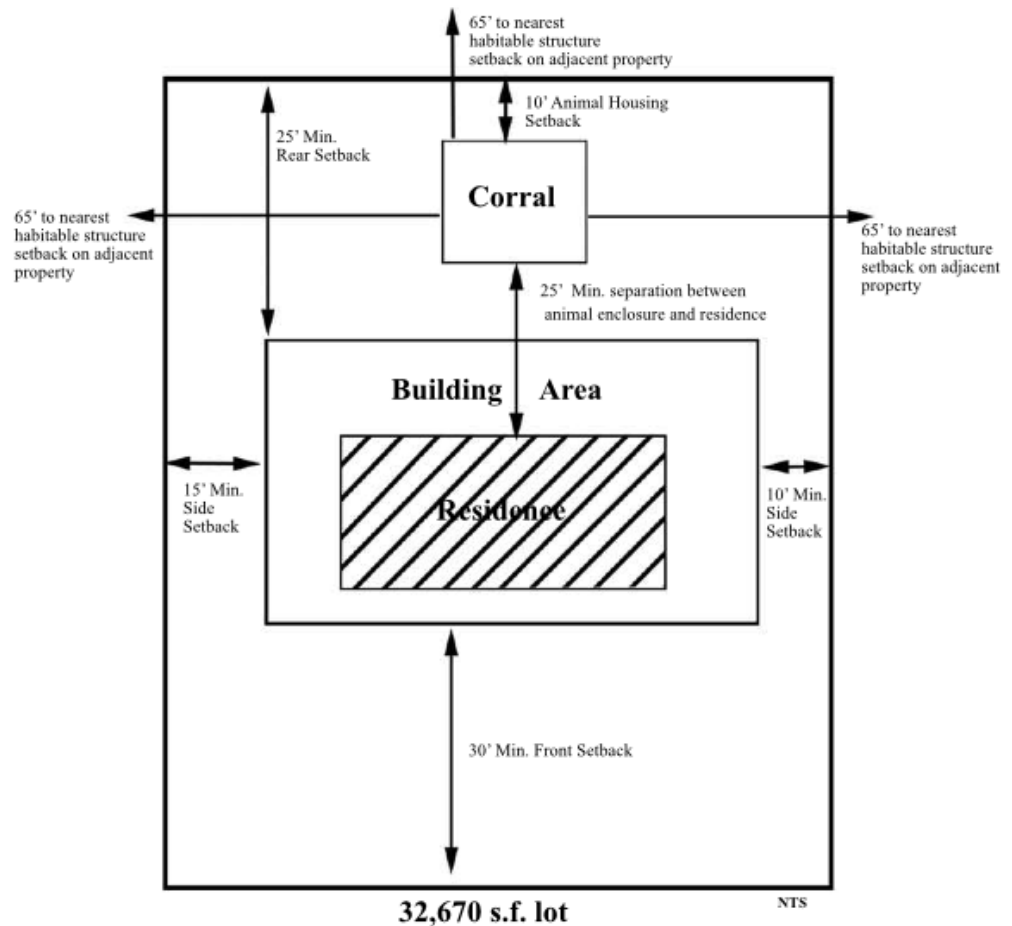 65’ to nearest
habitable structure
setback on adjacent property
10’ Animal Housing
Setback
25’ Min.
Rear Setback
Corral
65’ to nearest
habitable structure
setback on adjacent
property
65’ to nearest
habitable structure
setback on adjacent
property
25’ Min. separation between
animal enclosure and residence
Building Area
15’ Min.
Side
Setback
Residence
10’ Min.
Side
Setback
30’ Min. Front Setback
32,670 s.f. lot
NTS